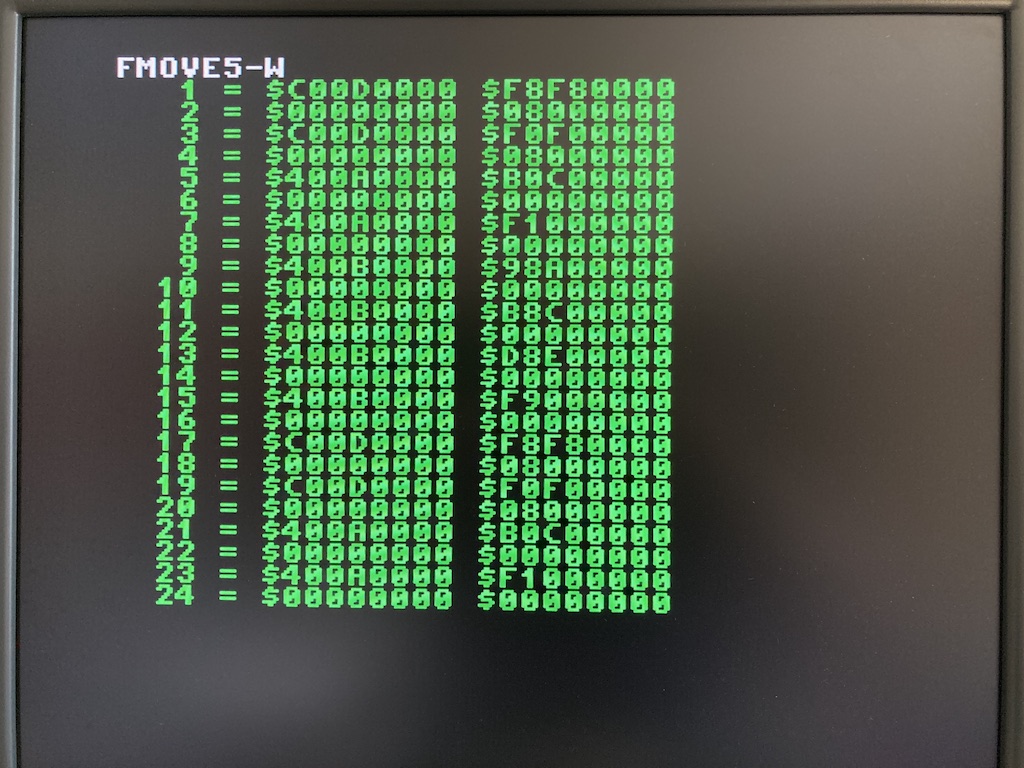 FMOVE5-W
1 = $C00D0000 $F8F80000
2 = $00000000 $08000000
3 = $C00D0000 $F0F00000
4 = $00000000 $08000000
5 = $400A0000 $B0C00000
6 = $00000000 $00000000
7 = $400A0000 $F1000000
8 = $00000000 $00000000
9 = $400B0000 $98A00000
10 = $00000000 $00000000
11 = $400B0000 $B8C00000
12 = $00000000 $00000000
13 = $400B0000 $D8E00000
14 = $00000000 $00000000
15 = $400B0000 $F9000000
16 = $00000000 $00000000
17 = $C00D0000 $F8F80000
18 = $00000000 $08000000
19 = $C00D0000 $F0F00000
20 = $00000000 $08000000
21 = $400A0000 $B0C00000
22 = $00000000 $00000000
23 = $400A0000 $F1000000
24 = $00000000 $00000000